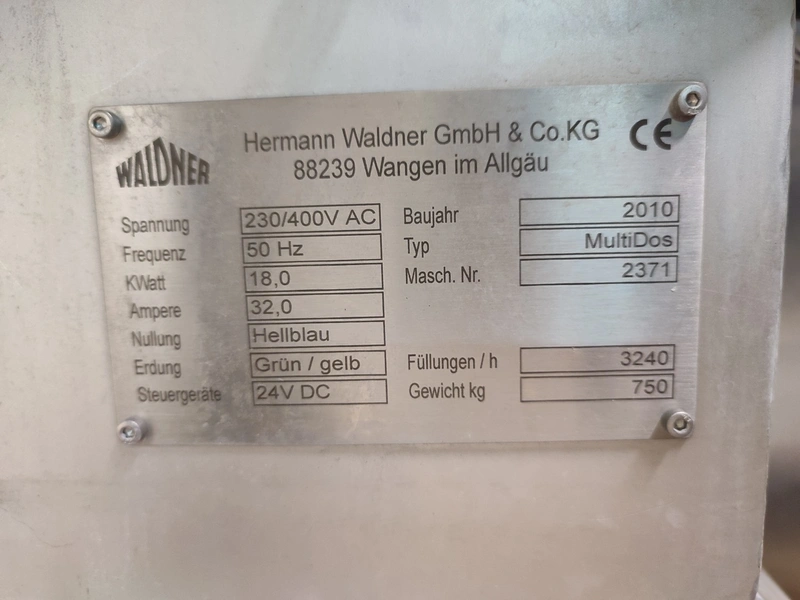 WALDNER
Hermann Waldner GmbH & Co.KG
88239 Wangen im Allgäu
CE
Spannung 230/400V AC
Frequenz 50 Hz
KWatt 18,0
Ampere 32,0
Nullung Hellblau
Erdung Grün / gelb
Steuergeräte 24V DC
Baujahr 2010
Typ MultiDos
Masch. Nr. 2371
Füllungen / h 3240
Gewicht kg 750